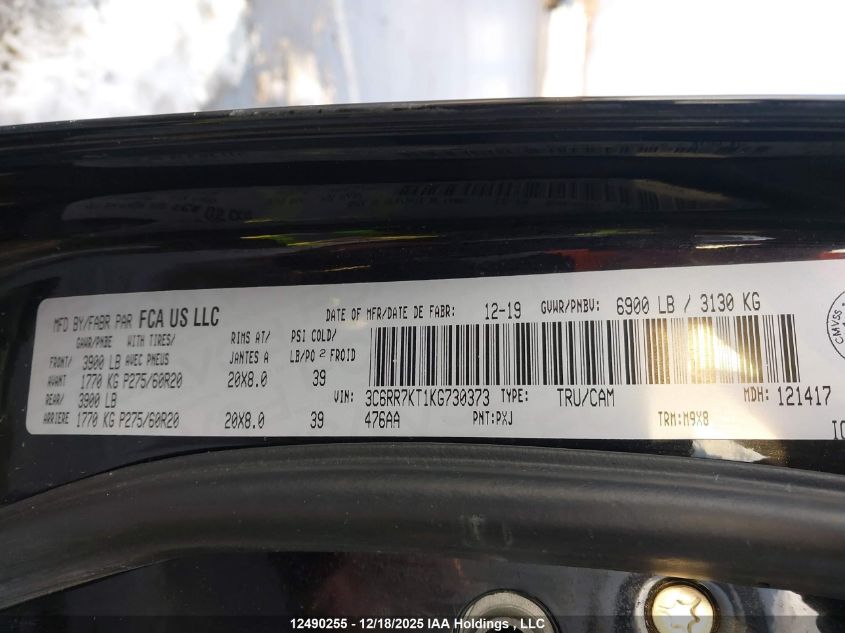 MFD BY/FABR PAR FCA US LLC DATE OF MFR/DATE DE FABR: 12-19 GVWR/PNBV: 6900 LB / 3130 KG
GAWR/PNBE WITH TIRES/ RIMS AT/ PSI COLD/
FRONT/ 3900 LB AVEC PNEUS JANTES A LB/PO 2 FROID
AVANT 1770 KG P275/60R20 20X8.0 39
REAR/ 3900 LB VIN: 3C6RR7KT1KG730373 TYPE: TRU/CAM MDH: 121417
ARRIERE 1770 KG P275/60R20 20X8.0 39 476AA PNT:PXJ TRM:M9X8
CMVSS
12490255 - 12/18/2025 IAA Holdings , LLC